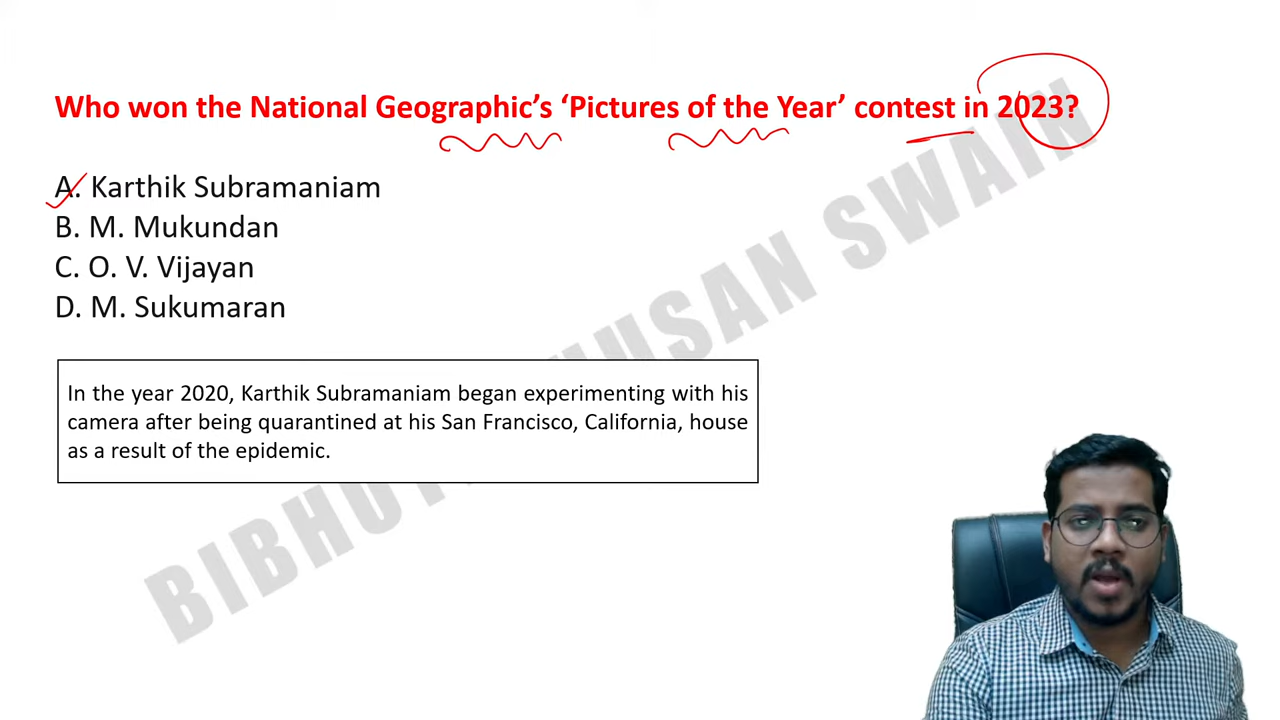 Who won the National Geographic's ‘Pictures of the Year’ contest in 2023?
A. Karthik Subramaniam
B. M. Mukundan
C. O. V. Vijayan
D. M. Sukumaran
In the year 2020, Karthik Subramaniam began experimenting with his
camera after being quarantined at his San Francisco, California, house
as a result of the epidemic.